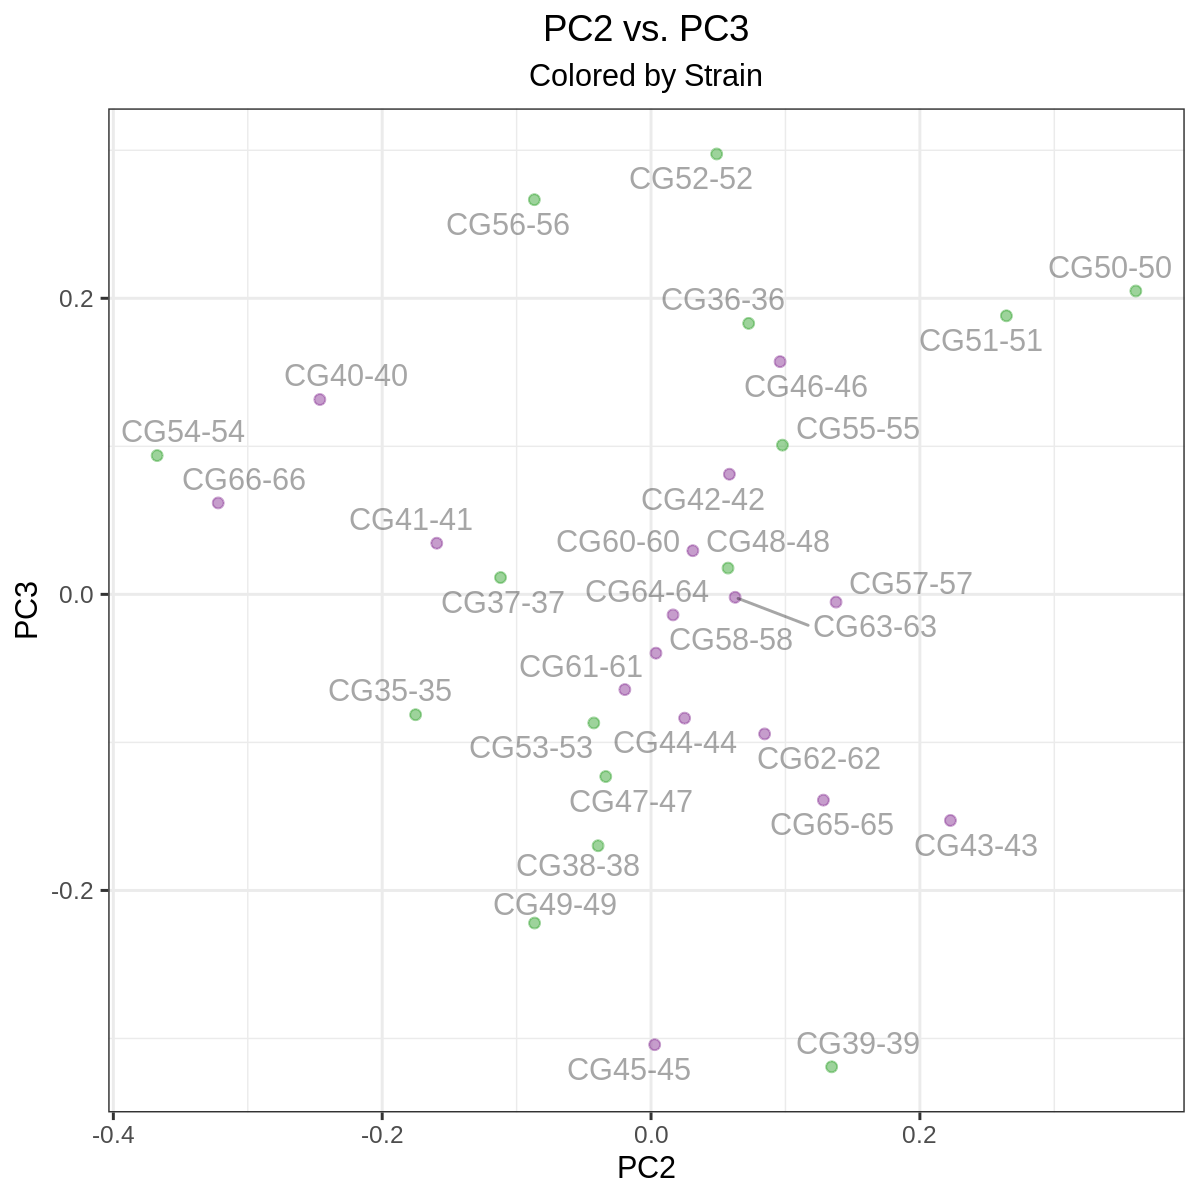 PC2 vs. PC3
Colored by Strain
CG52-52
CG56-56
CG50-50
CG36-36
0.2
CG51-51
CG40-40
CG46-46
CG55-55
CG54-54
CG66-66
CG42-42
CG41-41
CG60-60
CG48-48
CG57-57
CG64-64
0.0
CG37-37
CG63-63
PC3
CG58-58
CG61-61
CG35-35
CG44-44
CG53-53
CG62-62
CG47-47
CG65-65
CG43-43
CG38-38
-0.2
CG49-49
CG39-39
CG45-45
-0.4
-0.2
0.0
0.2
PC2